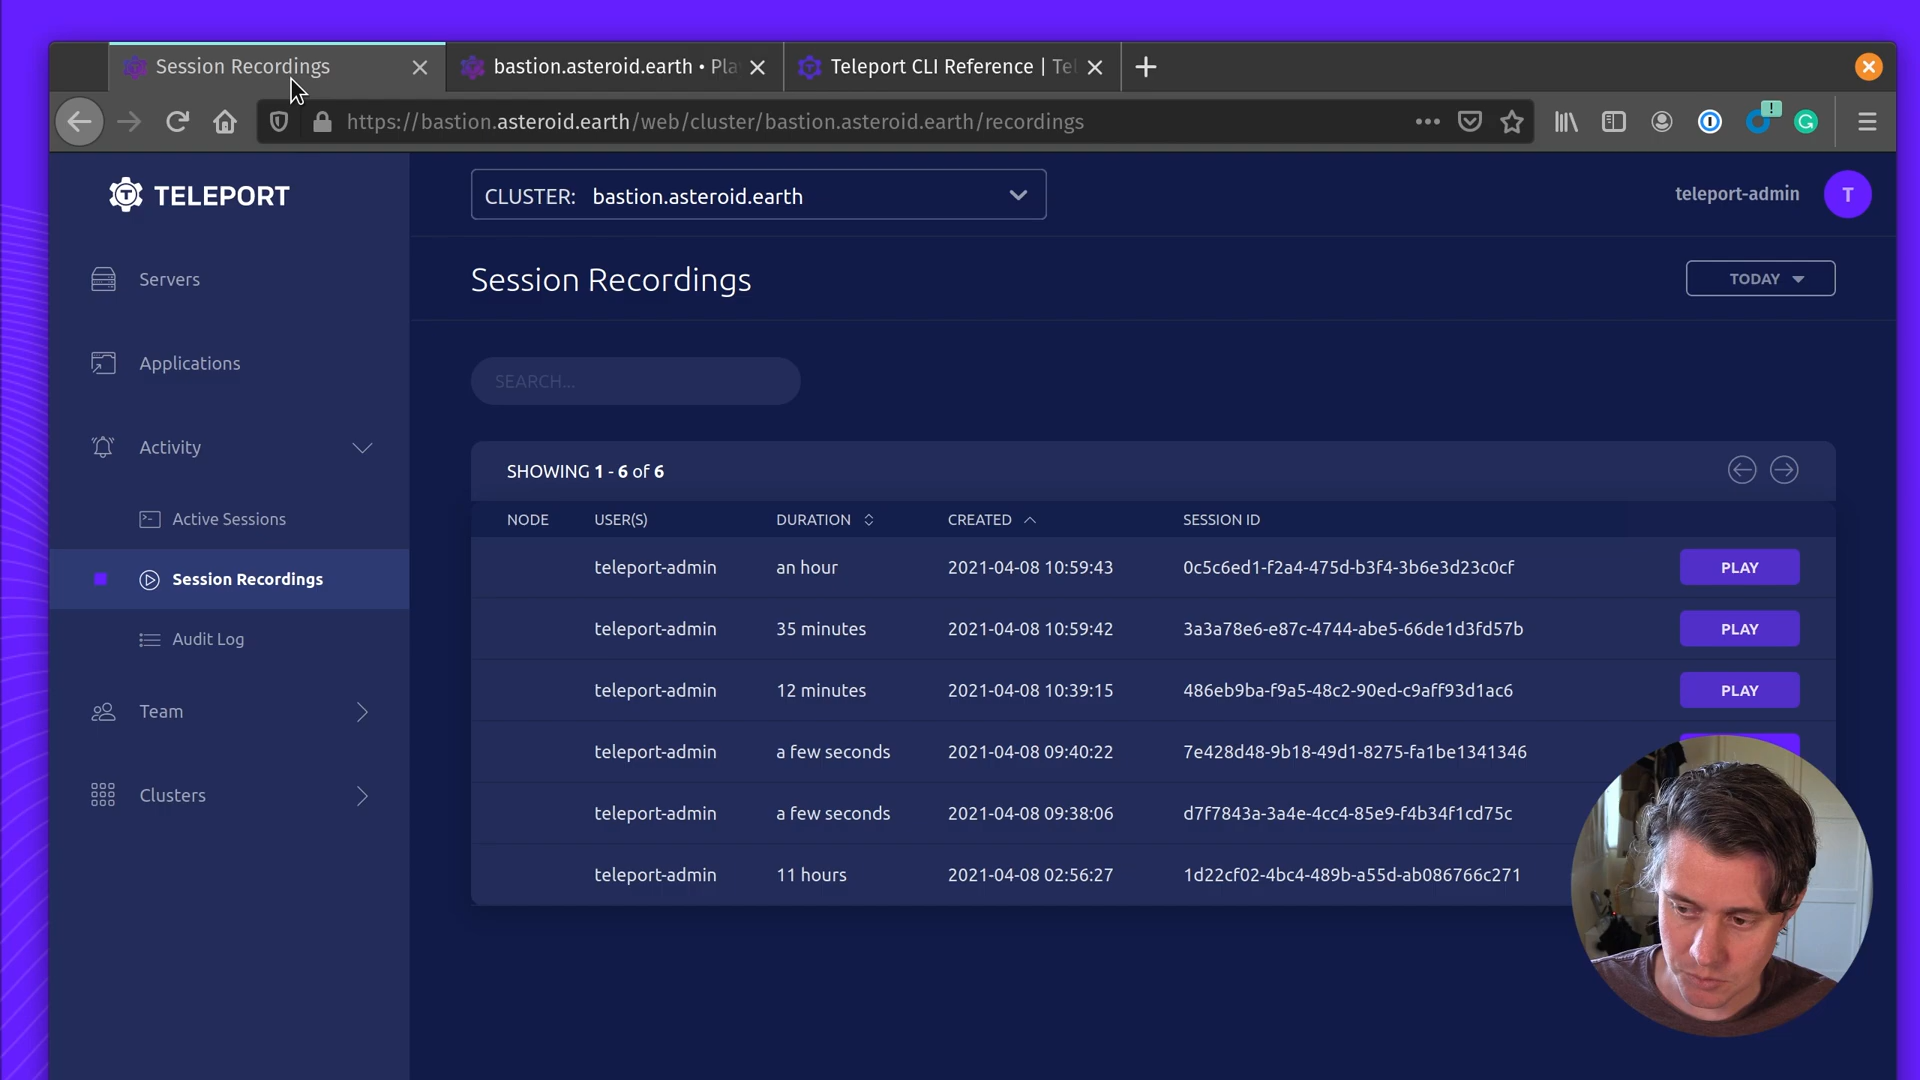 Session Recordings
bastion.asteroid.earth • Pla
Teleport CLI Reference | Tel
https://bastion.asteroid.earth/web/cluster/bastion.asteroid.earth/recordings
TELEPORT
CLUSTER: bastion.asteroid.earth
teleport-admin
T
Servers
Applications
Activity
Active Sessions
Session Recordings
Audit Log
Team
Clusters
Session Recordings
TODAY
SEARCH...
SHOWING 1 - 6 of 6
NODE USER(S) DURATION CREATED SESSION ID
teleport-admin an hour 2021-04-08 10:59:43 0c5c6ed1-f2a4-475d-b3f4-3b6e3d23c0cf PLAY
teleport-admin 35 minutes 2021-04-08 10:59:42 3a3a78e6-e87c-4744-abe5-66de1d3fd57b PLAY
teleport-admin 12 minutes 2021-04-08 10:39:15 486eb9ba-f9a5-48c2-90ed-c9aff93d1ac6 PLAY
teleport-admin a few seconds 2021-04-08 09:40:22 7e428d48-9b18-49d1-8275-fa1be1341346
teleport-admin a few seconds 2021-04-08 09:38:06 d7f7843a-3a4e-4cc4-85e9-f4b34f1cd75c
teleport-admin 11 hours 2021-04-08 02:56:27 1d22cf02-4bc4-489b-a55d-ab086766c271